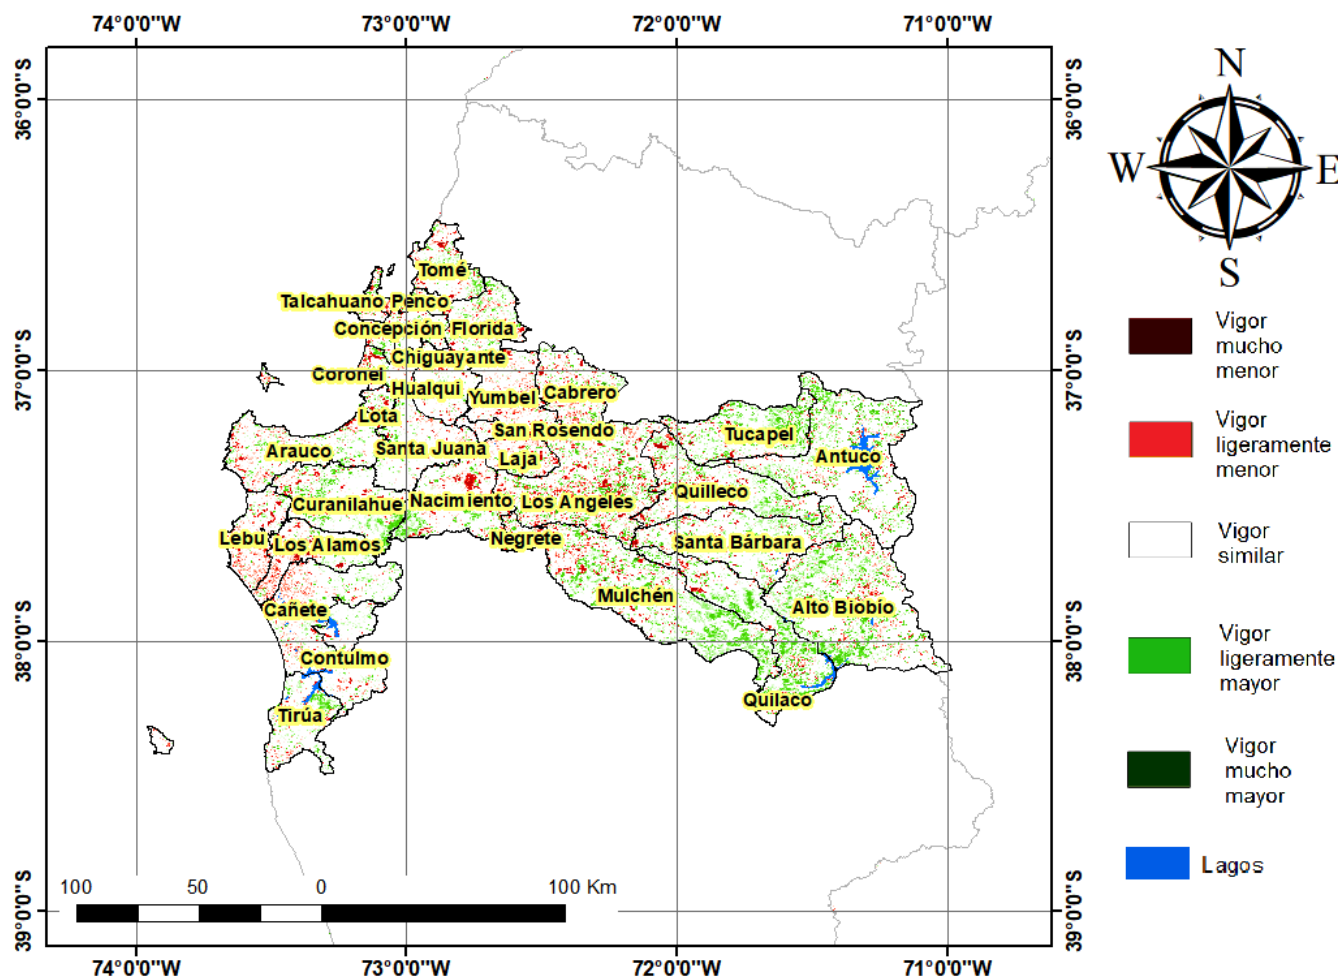 74°0'0"W 73°0'0"W 72°0'0"W 71°0'0"W
36°0'0"S 36°0'0"S
N
W E
S
Tomé
Talcahuano Penco
Concepción Florida
Chiguayante
Coronel
Hualqui
Yumbel
Cabrero
Lota
San Rosendo
Tucapel
Arauco
Santa Juana
Laja
Antuco
Curanilahue
Nacimiento
Los Angeles
Quilleco
Lebu
Los Alamos
Negrete
Santa Bárbara
Mulchén
Alto Biobío
Cañete
Contulmo
Quilaco
Tirúa
37°0'0"S 37°0'0"S
38°0'0"S 38°0'0"S
39°0'0"S 39°0'0"S
100 50 0 100 Km
74°0'0"W 73°0'0"W 72°0'0"W 71°0'0"W
Vigor
mucho
menor
Vigor
ligeramente
menor
Vigor
similar
Vigor
ligeramente
mayor
Vigor
mucho
mayor
Lagos